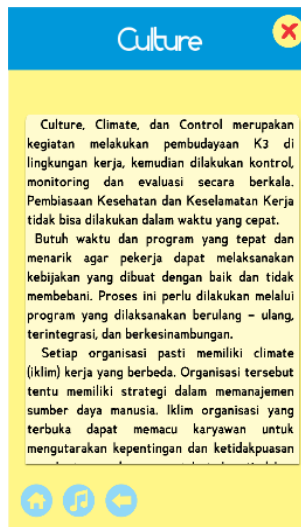 Culture
Culture, Climate, dan Control merupakan
kegiatan melakukan pembudayaan K3 di
lingkungan kerja, kemudian dilakukan kontrol,
monitoring dan evaluasi secara berkala.
Pembiasaan Kesehatan dan Keselamatan Kerja
tidak bisa dilakukan dalam waktu yang cepat.
Butuh waktu dan program yang tepat dan
menarik agar pekerja dapat melaksanakan
kebijakan yang dibuat dengan baik dan tidak
membebani. Proses ini perlu dilakukan melalui
program yang dilaksanakan berulang – ulang,
terintegrasi, dan berkesinambungan.
Setiap organisasi pasti memiliki climate
(iklim) kerja yang berbeda. Organisasi tersebut
tentu memiliki strategi dalam memanajemen
sumber daya manusia. Iklim organisasi yang
terbuka dapat memacu karyawan untuk
mengutarakan kepentingan dan ketidakpuasan